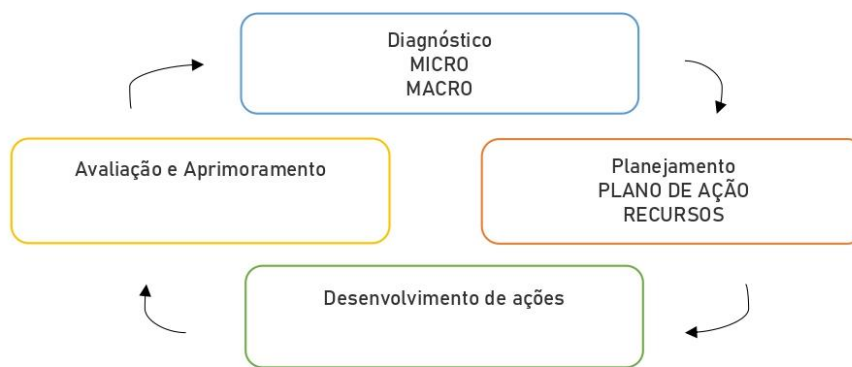 Diagnóstico
MICRO
MACRO
Avaliação e Aprimoramento
Planejamento
PLANO DE AÇÃO
RECURSOS
Desenvolvimento de ações